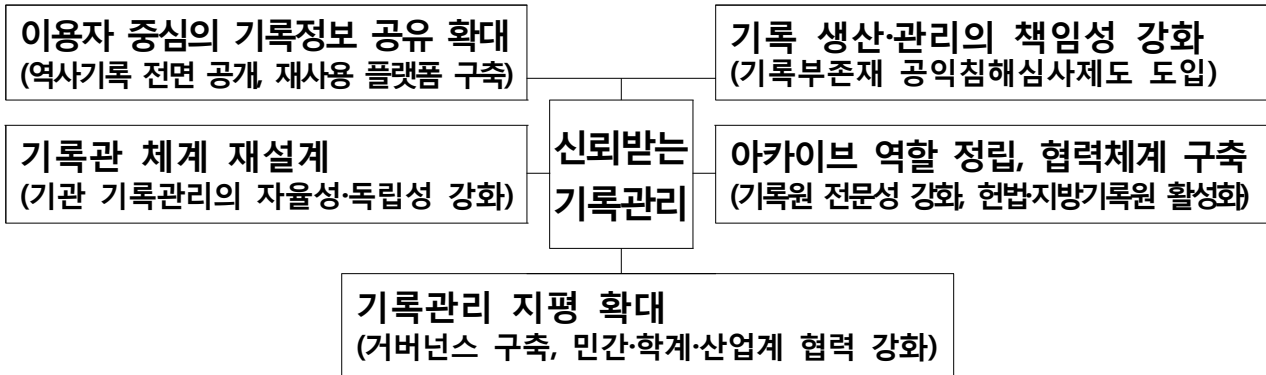 이용자 중심의 기록정보 공유 확대
(역사기록 전면 공개, 재사용 플랫폼 구축)
기록 생산·관리의 책임성 강화
(기록부존재 공익침해심사제도 도입)
신뢰받는
기록관리
기록관 체계 재설계
(기관 기록관리의 자율성·독립성 강화)
아카이브 역할 정립, 협력체계 구축
(기록원 전문성 강화, 헌법·지방기록원 활성화)
기록관리 지평 확대
(거버넌스 구축, 민간·학계·산업계 협력 강화)